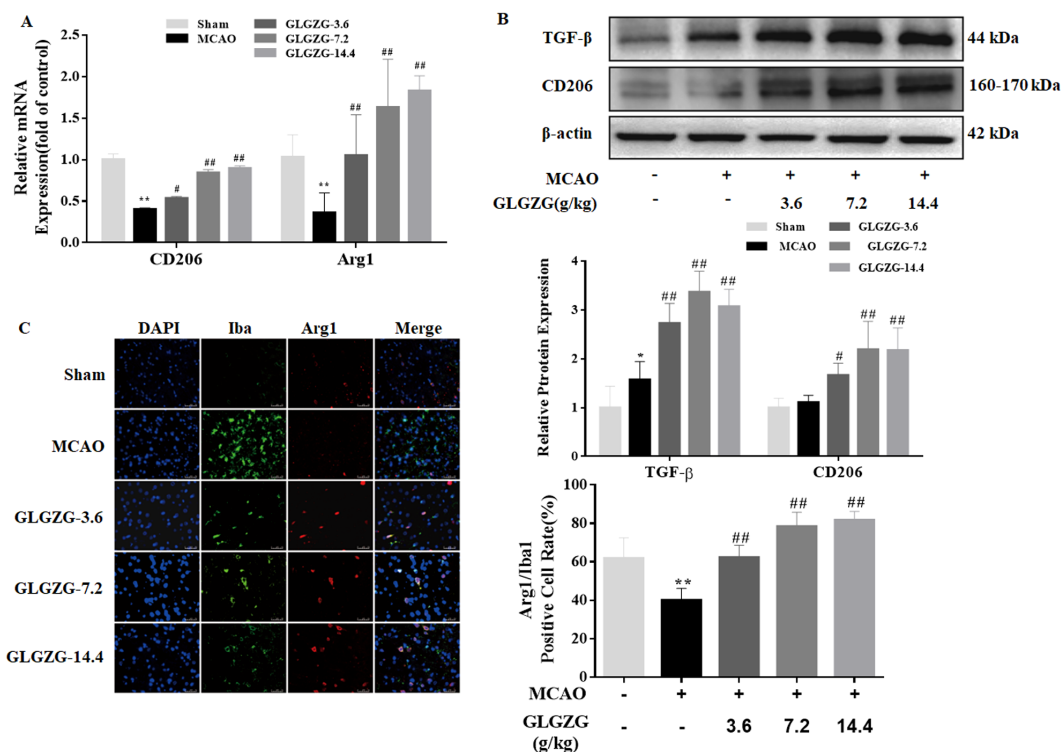 A
Sham
MCAO
GLGZG-3.6
GLGZG-7.2
GLGZG-14.4
Relative mRNA
Expression(fold of control)
2.5
2.0
1.5
1.0
0.5
0.0
** # ## ##
** ## ## ##
CD206 Arg1
B
TGF-β 44 kDa
CD206 160-170 kDa
β-actin 42 kDa
MCAO - + + + +
GLGZG(g/kg) - - 3.6 7.2 14.4
Sham
MCAO
GLGZG-3.6
GLGZG-7.2
GLGZG-14.4
Relative Ptrotein Expression
4
3
2
1
0
* ## ## ##
# ## ##
TGF-β CD206
C
DAPI Iba Arg1 Merge
Sham
MCAO
GLGZG-3.6
GLGZG-7.2
GLGZG-14.4
Arg1/Iba1
Positive Cell Rate(%)
100
80
60
40
20
0
** ## ## ##
MCAO - + + + +
GLGZG - - 3.6 7.2 14.4
(g/kg)